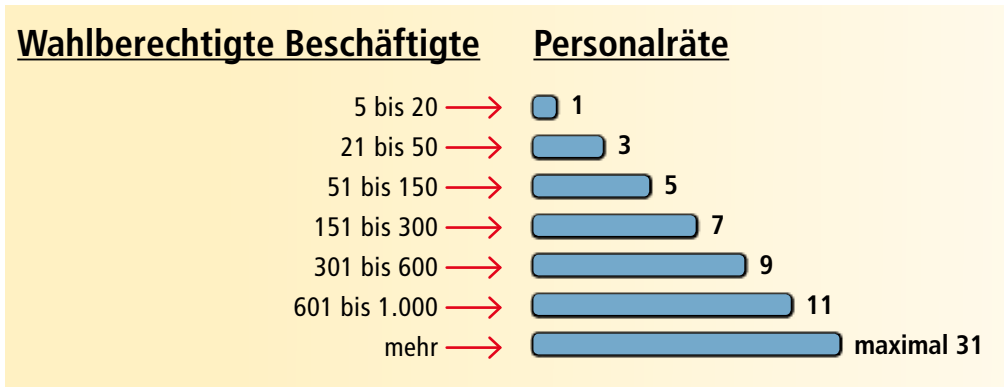 Wahlberechtigte Beschäftigte Personalräte
5 bis 20 1
21 bis 50 3
51 bis 150 5
151 bis 300 7
301 bis 600 9
601 bis 1.000 11
mehr maximal 31